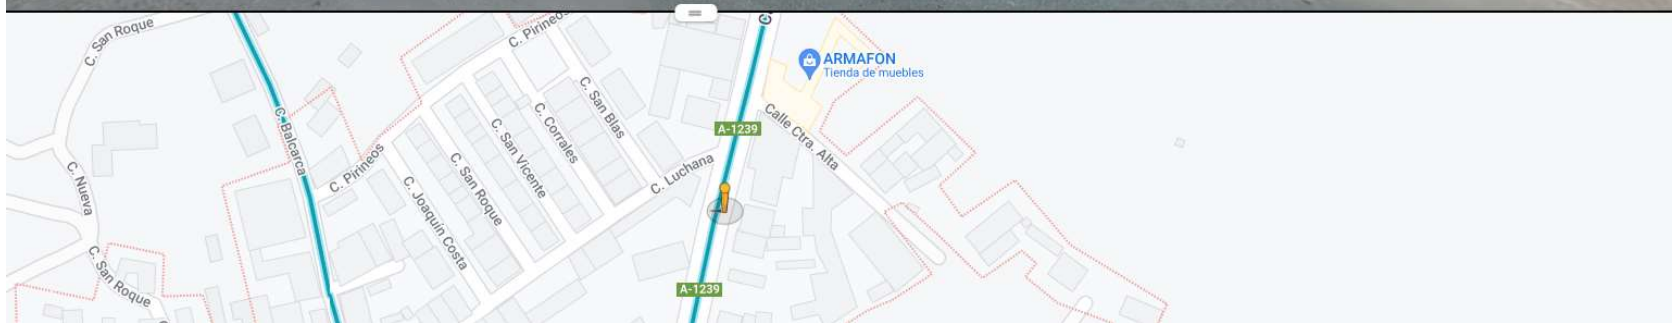 C. San Roque
C. Pirineos
ARMAFON
Tienda de muebles
C. San Blas
C. Corrales
Calle Ctra. Alta
C. Balcarca
A-1239
C. San Vicente
C. Pirineos
C. San Roque
C. Luchana
C. Nueva
C. Joaquín Costa
C. San Roque
A-1239